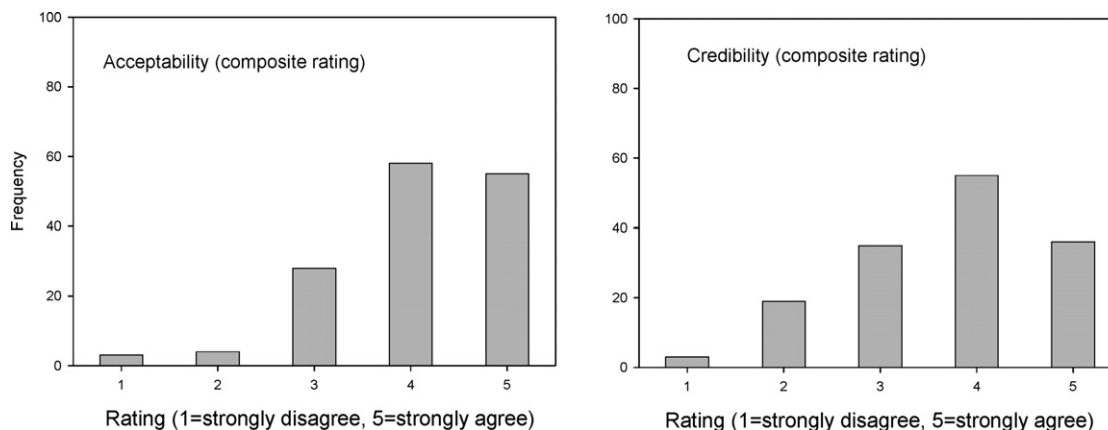 100
80
60
40
20
0
Frequency
Acceptability (composite rating)
1 2 3 4 5
Rating (1=strongly disagree, 5=strongly agree)
100
80
60
40
20
0
Credibility (composite rating)
1 2 3 4 5
Rating (1=strongly disagree, 5=strongly agree)